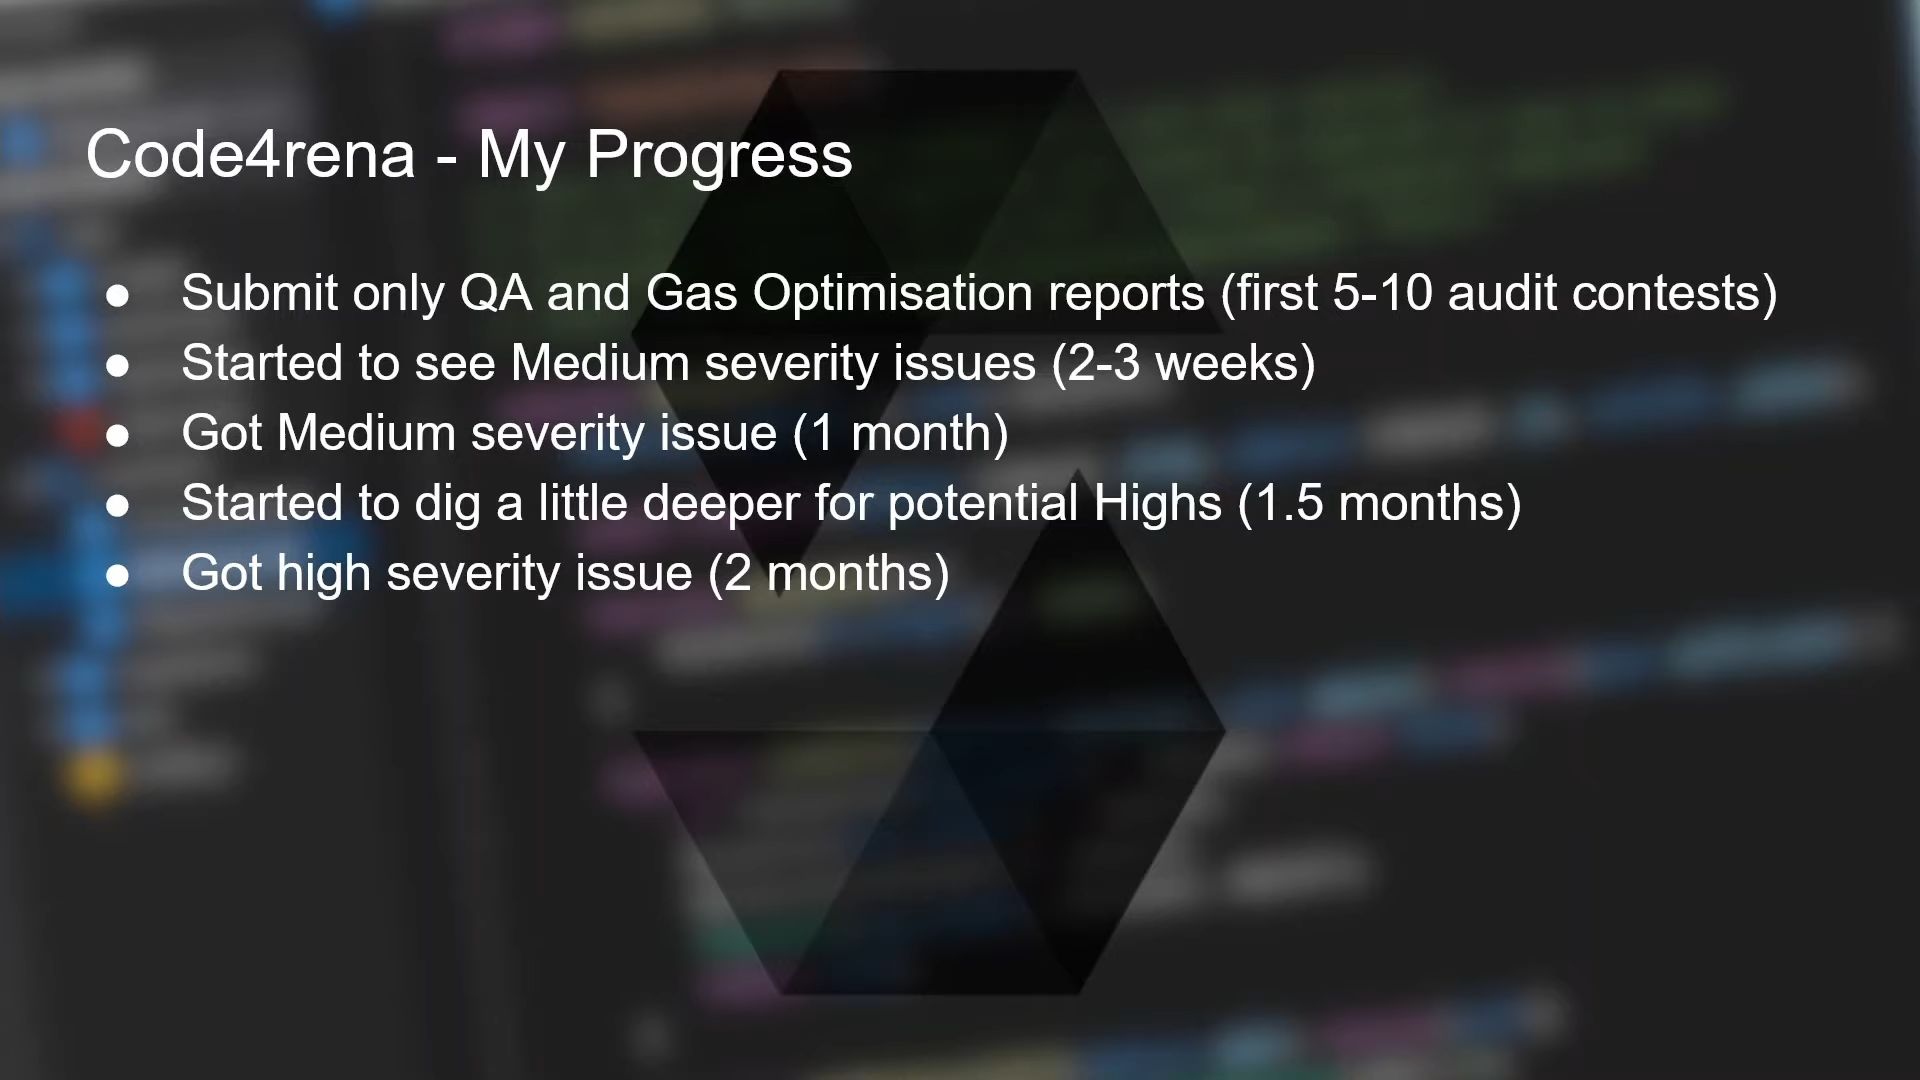 Code4rena - My Progress
● Submit only QA and Gas Optimisation reports (first 5-10 audit contests)
● Started to see Medium severity issues (2-3 weeks)
● Got Medium severity issue (1 month)
● Started to dig a little deeper for potential Highs (1.5 months)
● Got high severity issue (2 months)